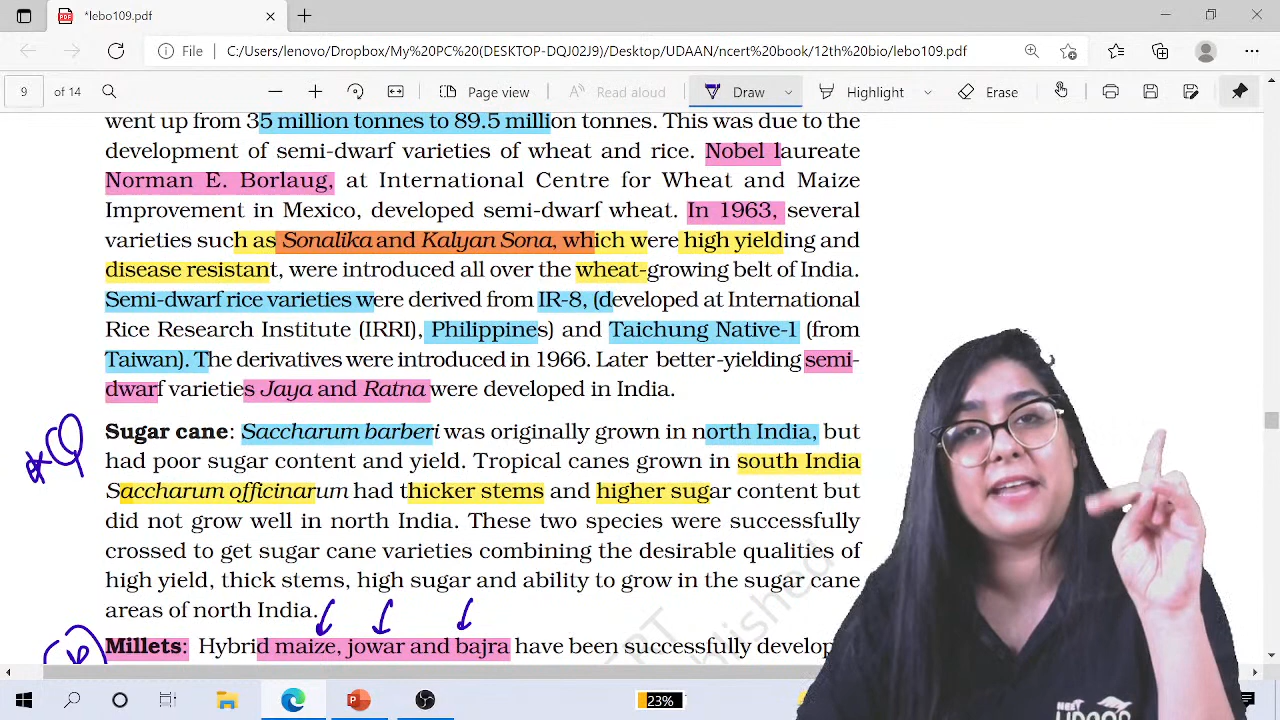 *lebo109.pdf
File C:/Users/lenovo/Dropbox/My%20PC%20(DESKTOP-DQJ02J9)/Desktop/UDAAN/ncert%20book/12th%20bio/lebo109.pdf
9 of 14 Page view Read aloud Draw Highlight Erase
went up from 35 million tonnes to 89.5 million tonnes. This was due to the
development of semi-dwarf varieties of wheat and rice. Nobel laureate
Norman E. Borlaug, at International Centre for Wheat and Maize
Improvement in Mexico, developed semi-dwarf wheat. In 1963, several
varieties such as Sonalika and Kalyan Sona, which were high yielding and
disease resistant, were introduced all over the wheat-growing belt of India.
Semi-dwarf rice varieties were derived from IR-8, (developed at International
Rice Research Institute (IRRI), Philippines) and Taichung Native-1 (from
Taiwan). The derivatives were introduced in 1966. Later better-yielding semi-
dwarf varieties Jaya and Ratna were developed in India.
*Q
Sugar cane: Saccharum barberi was originally grown in north India, but
had poor sugar content and yield. Tropical canes grown in south India
Saccharum officinarum had thicker stems and higher sugar content but
did not grow well in north India. These two species were successfully
crossed to get sugar cane varieties combining the desirable qualities of
high yield, thick stems, high sugar and ability to grow in the sugar cane
areas of north India.
Millets: Hybrid maize, jowar and bajra have been successfully develop
23%
NEET
UDAAN